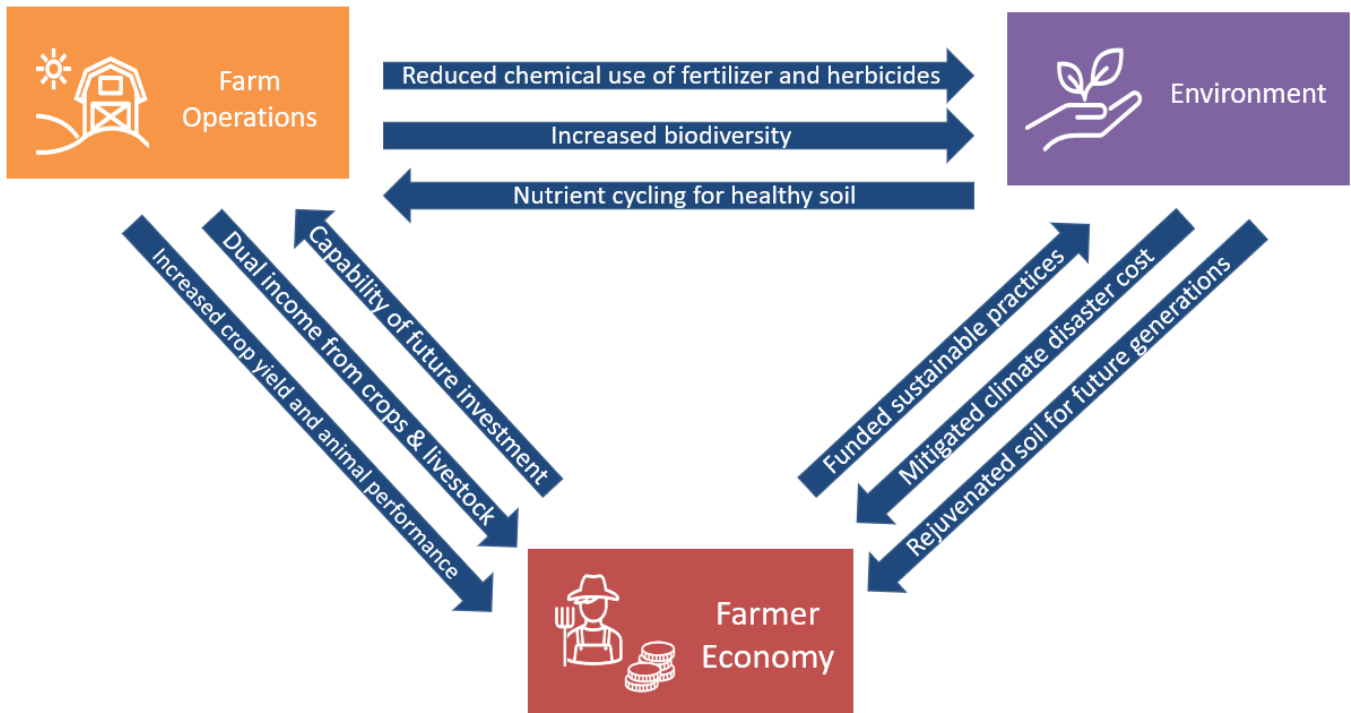 Farm
Operations
Reduced chemical use of fertilizer and herbicides
Increased biodiversity
Nutrient cycling for healthy soil
Environment
Increased crop yield and animal performance
Dual income from crops & livestock
Capability of future investment
Funded sustainable practices
Mitigated climate disaster cost
Rejuvenated soil for future generations
Farmer
Economy